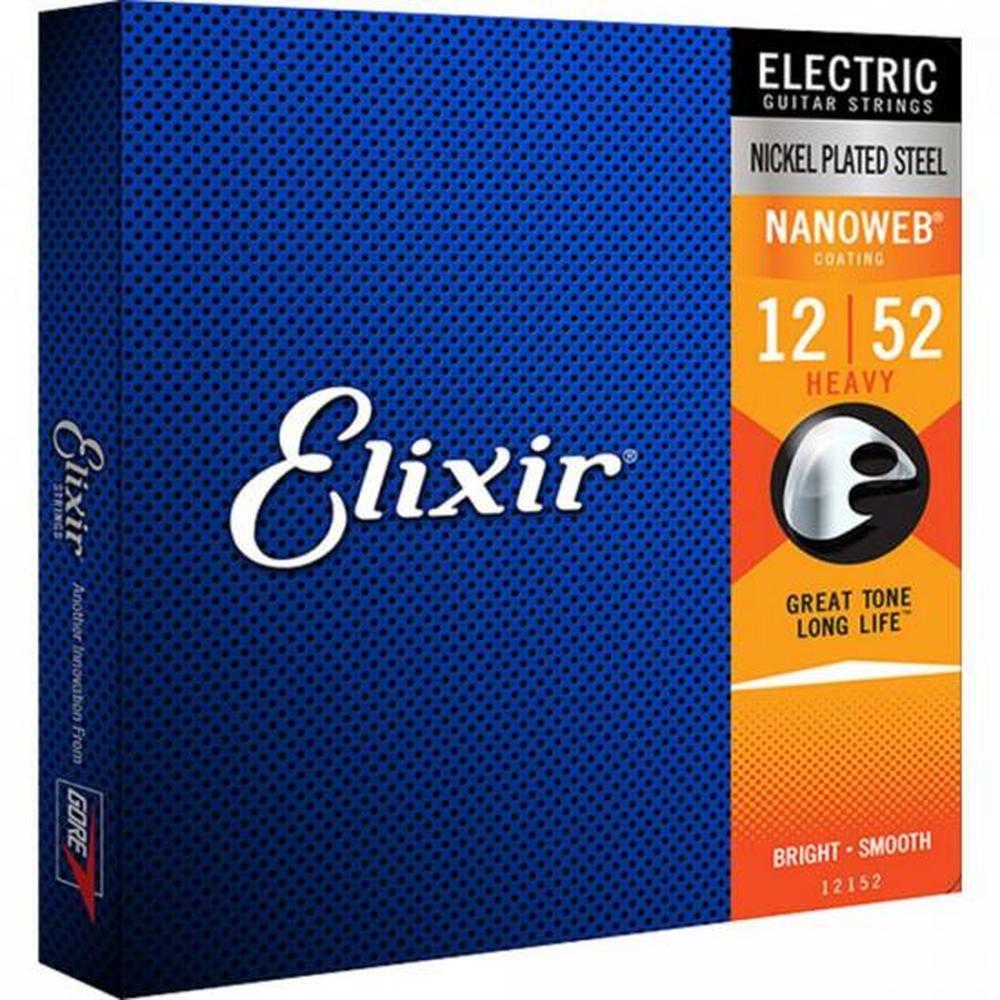 Elixir®
ELECTRIC
GUITAR STRINGS
NICKEL PLATED STEEL
NANOWEB®
COATING
12 | 52
HEAVY
e
GREAT TONE
LONG LIFE™
BRIGHT • SMOOTH
12152
Elixir
STRINGS
Another Innovation From
GORE